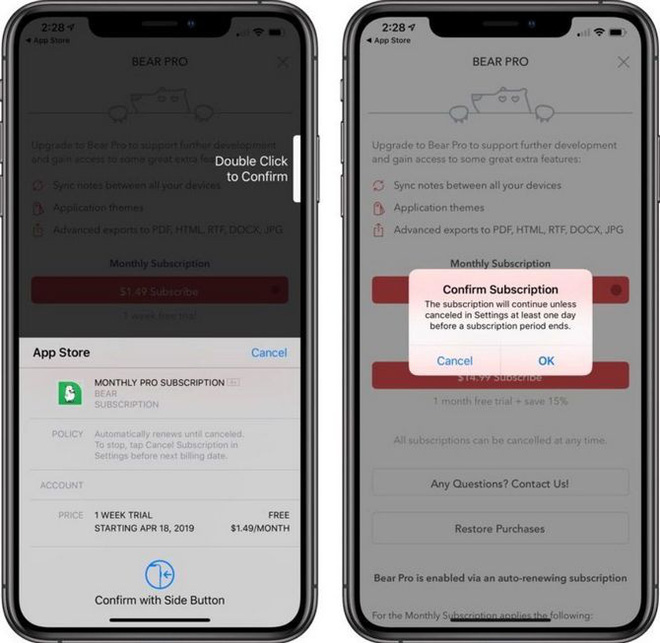 2:28
App Store
BEAR PRO
Upgrade to Bear Pro to support further development
and gain access to some great extra
Double Click
to Confirm
Sync notes between all your devices
Application themes
Advanced exports to PDF, HTML, RTF, DOCX, JPG
Monthly Subscription
$1.49 Subscribe
1 week free trial
App Store
Cancel
MONTHLY PRO SUBSCRIPTION
BEAR
SUBSCRIPTION
POLICY
Automatically renews until canceled.
To stop, tap Cancel Subscription in
Settings before next billing date.
ACCOUNT
PRICE
1 WEEK TRIAL FREE
STARTING APR 18, 2019 $1.49/MONTH
Confirm with Side Button
2:28
App Store
BEAR PRO
Upgrade to Bear Pro to support further development
and gain access to some great extra features:
Sync notes between all your devices
Application themes
Advanced exports to PDF, HTML, RTF, DOCX, JPG
Monthly Subscription
Confirm Subscription
The subscription will continue unless
canceled in Settings at least one day
before a subscription period ends.
Cancel
OK
$14.99 Subscribe
1 month free trial + save 15%
All subscriptions can be cancelled at any time.
Any Questions? Contact Us!
Restore Purchases
Bear Pro is enabled via an auto-renewing subscription
For the Monthly Subscription applies the following: